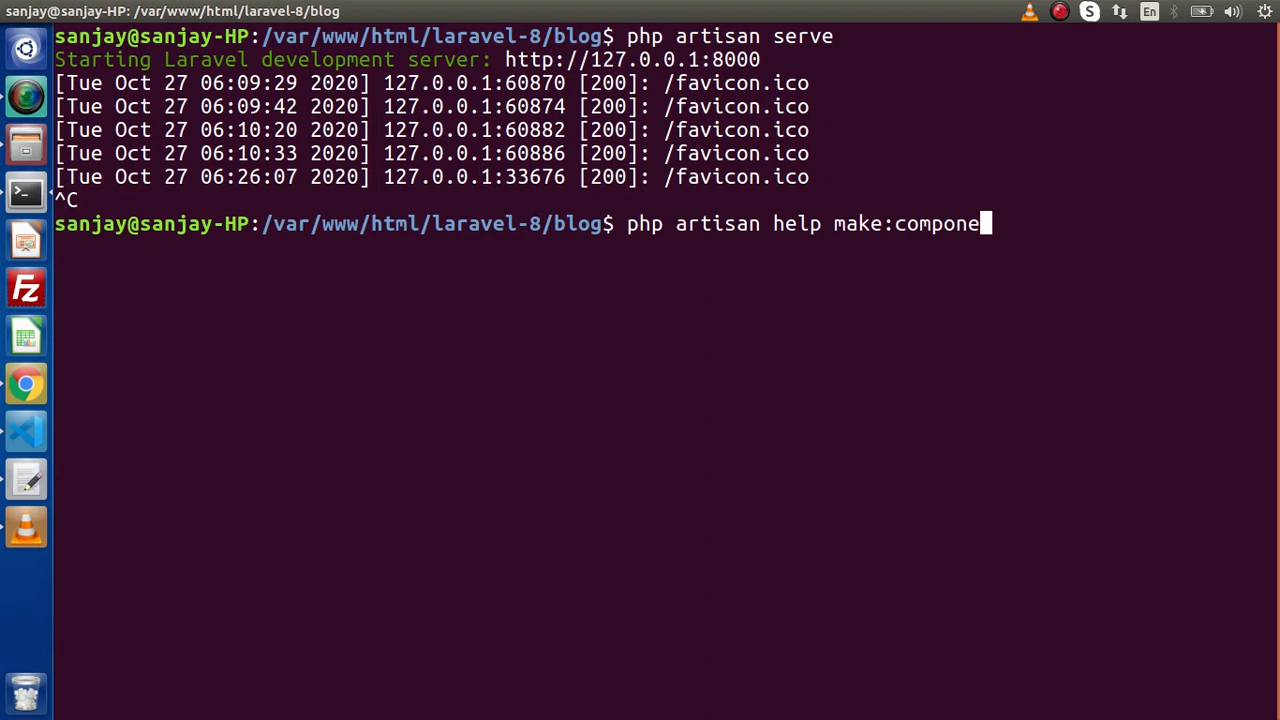 sanjay@sanjay-HP: /var/www/html/laravel-8/blog
En
sanjay@sanjay-HP:/var/www/html/laravel-8/blog$ php artisan serve
Starting Laravel development server: http://127.0.0.1:8000
[Tue Oct 27 06:09:29 2020] 127.0.0.1:60870 [200]: /favicon.ico
[Tue Oct 27 06:09:42 2020] 127.0.0.1:60874 [200]: /favicon.ico
[Tue Oct 27 06:10:20 2020] 127.0.0.1:60882 [200]: /favicon.ico
[Tue Oct 27 06:10:33 2020] 127.0.0.1:60886 [200]: /favicon.ico
[Tue Oct 27 06:26:07 2020] 127.0.0.1:33676 [200]: /favicon.ico
^C
sanjay@sanjay-HP:/var/www/html/laravel-8/blog$ php artisan help make:compone